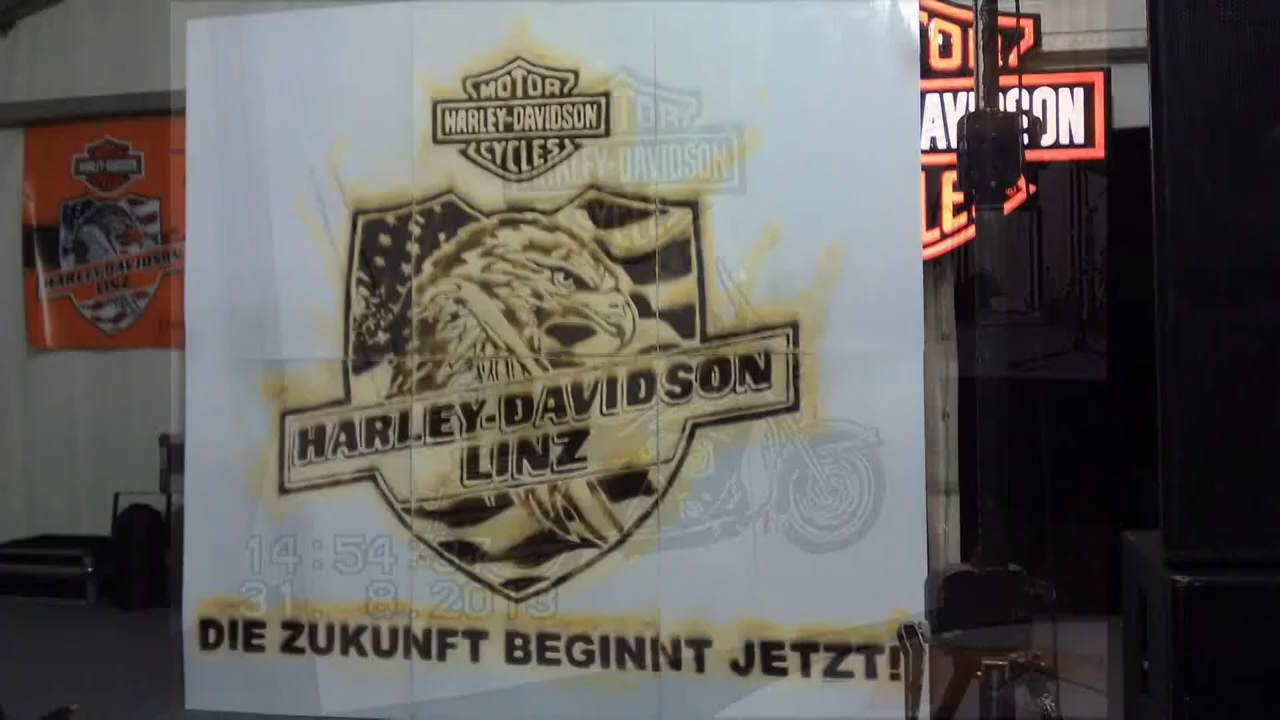 MOTOR
HARLEY-DAVIDSON
CYCLES
HARLEY-DAVIDSON
LINZ
14:54:
31. 8.2013
DIE ZUKUNFT BEGINNT JETZT!
HARLEY-DAVIDSON
LINZ
HARLEY-DAVIDSON